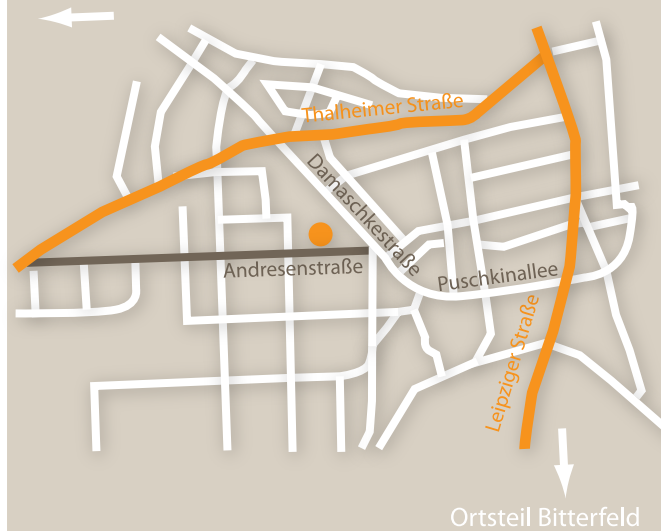 Thalheimer Straße
Damaschkestraße
Andresenstraße
Puschkinallee
Leipziger Straße
Ortsteil Bitterfeld